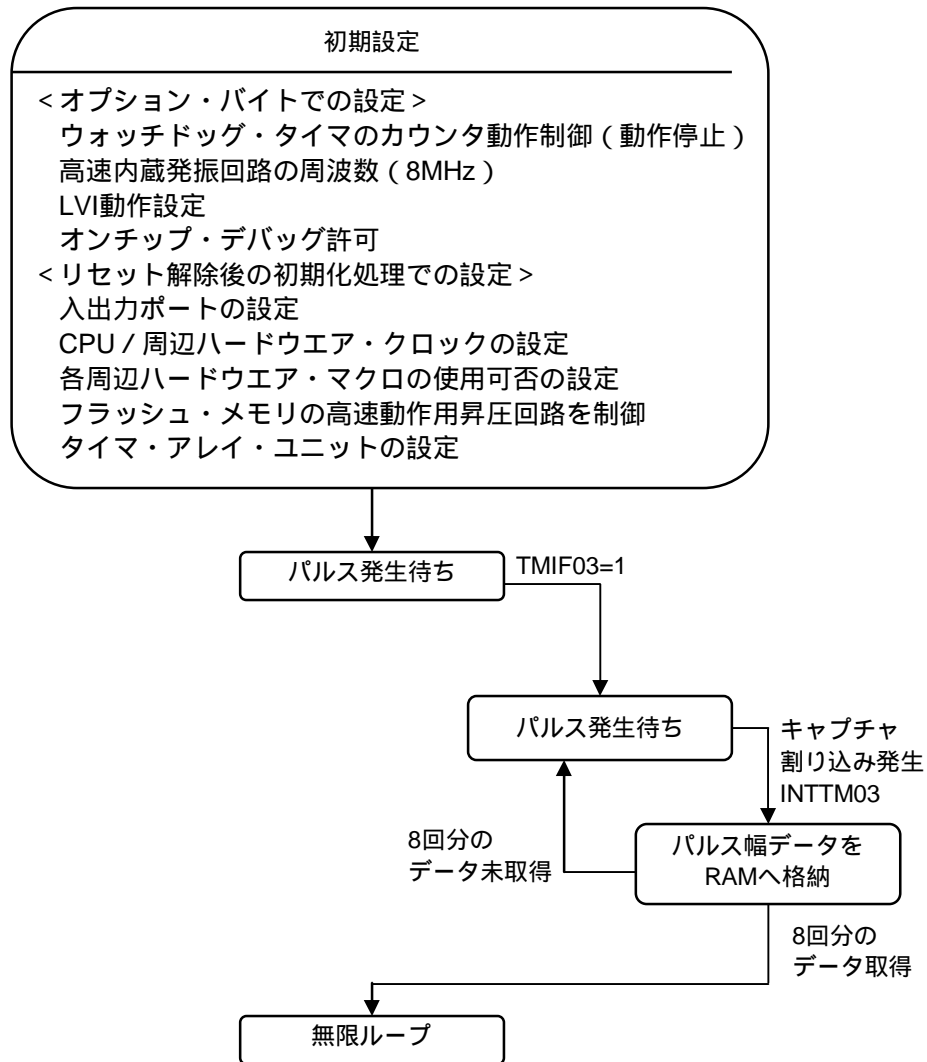 初期設定
<オプション・バイトでの設定>
ウォッチドッグ・タイマのカウンタ動作制御（動作停止）
高速内蔵発振回路の周波数（8MHz）
LVI動作設定
オンチップ・デバッグ許可
<リセット解除後の初期化処理での設定>
入出力ポートの設定
CPU／周辺ハードウエア・クロックの設定
各周辺ハードウエア・マクロの使用可否の設定
フラッシュ・メモリの高速動作用昇圧回路を制御
タイマ・アレイ・ユニットの設定
パルス発生待ち
TMIF03=1
パルス発生待ち
キャプチャ
割り込み発生
INTTM03
8回分の
データ未取得
パルス幅データを
RAMへ格納
8回分の
データ取得
無限ループ